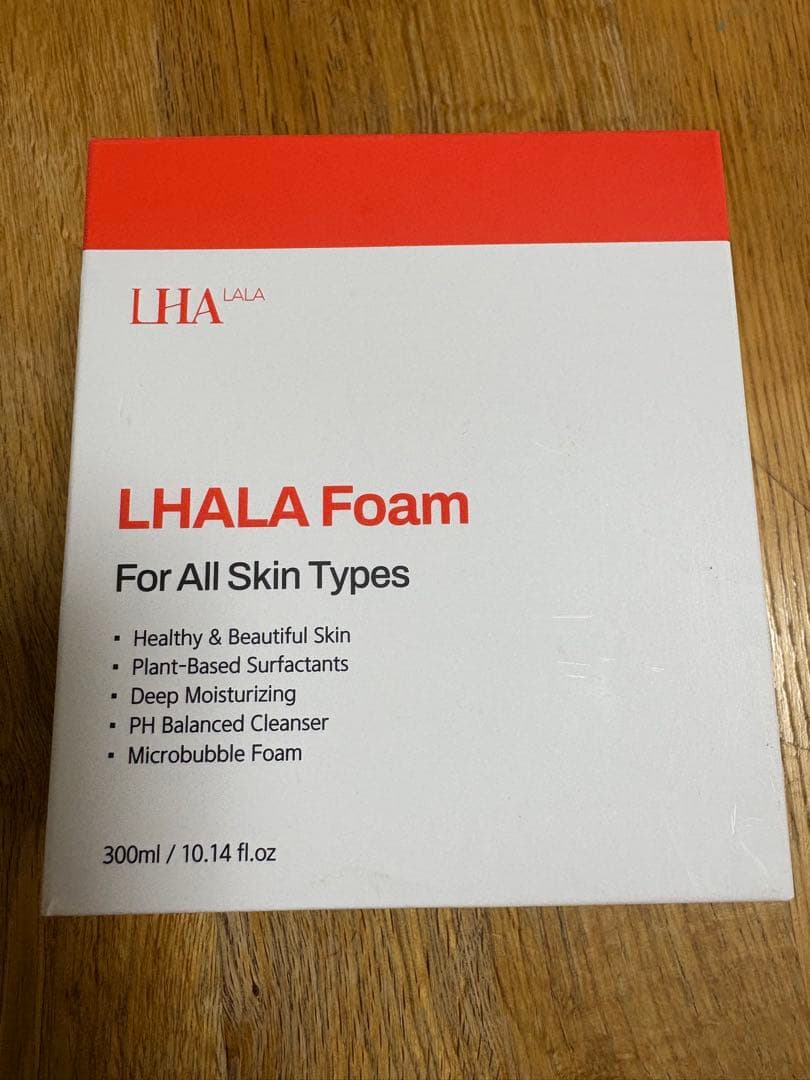 LHA LALA
LHALA Foam
For All Skin Types
▪ Healthy & Beautiful Skin
▪ Plant-Based Surfactants
▪ Deep Moisturizing
▪ PH Balanced Cleanser
▪ Microbubble Foam
300ml / 10.14 fl.oz